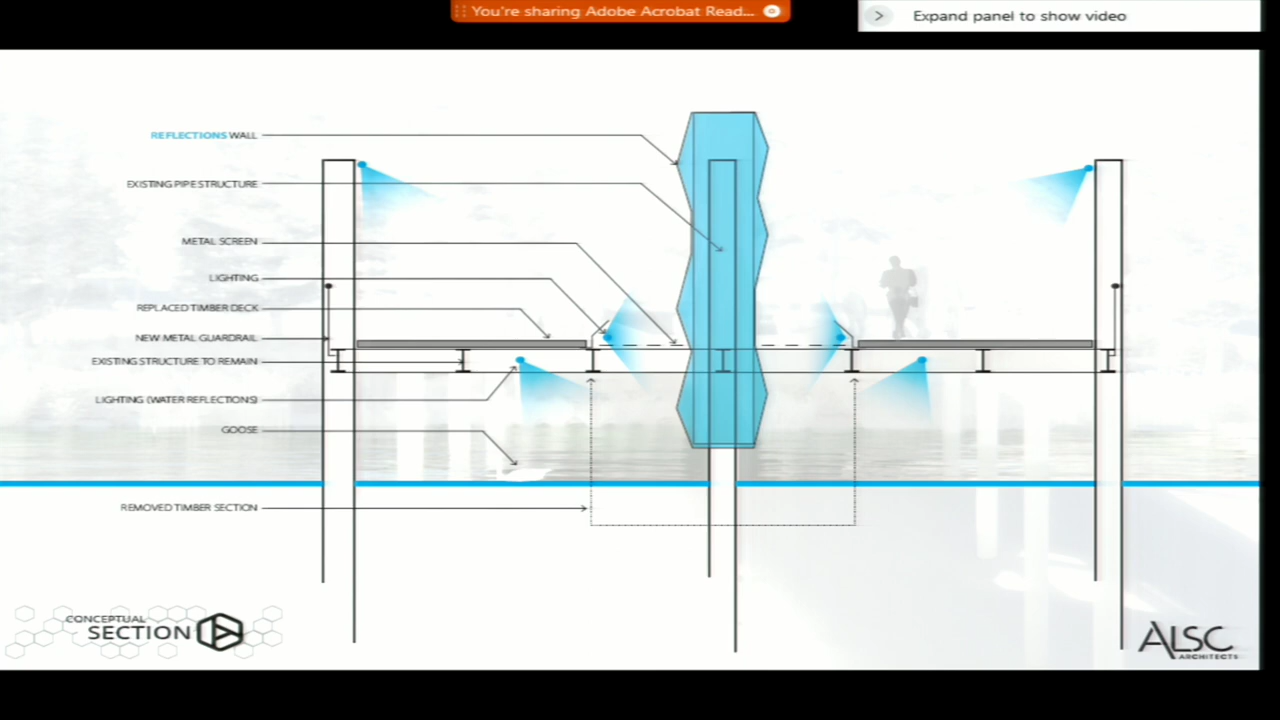 You're sharing Adobe Acrobat Read...
Expand panel to show video
REFLECTIONS WALL
EXISTING PIPE STRUCTURE
METAL SCREEN
LIGHTING
REPLACED TIMBER DECK
NEW METAL GUARDRAIL
EXISTING STRUCTURE TO REMAIN
LIGHTING (WATER REFLECTIONS)
GOOSE
REMOVED TIMBER SECTION
CONCEPTUAL
SECTION
ALSC
ARCHITECTS